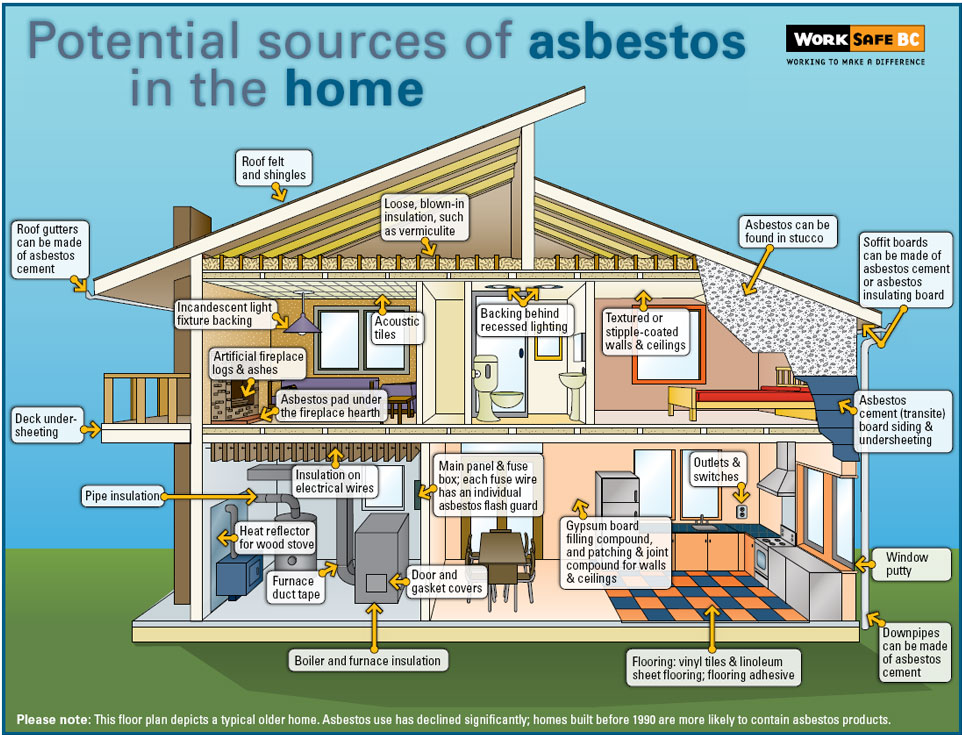 Potential sources of asbestos
in the home
WORK SAFE BC
WORKING TO MAKE A DIFFERENCE
Roof felt
and shingles
Loose, blown-in
insulation, such
as vermiculite
Asbestos can be
found in stucco
Roof gutters
can be made
of asbestos
cement
Soffit boards
can be made of
asbestos cement
or asbestos
insulating board
Incandescent light
fixture backing
Acoustic
tiles
Backing behind
recessed lighting
Textured or
stipple-coated
walls & ceilings
Artificial fireplace
logs & ashes
Asbestos pad under
the fireplace hearth
Deck under-
sheeting
Asbestos
cement (transite)
board siding &
undersheeting
Insulation on
electrical wires
Main panel & fuse
box; each fuse wire
has an individual
asbestos flash guard
Outlets &
switches
Pipe insulation
Heat reflector
for wood stove
Gypsum board
filling compound,
and patching & joint
compound for walls
& ceilings
Furnace
duct tape
Door and
gasket covers
Window
putty
Boiler and furnace insulation
Flooring: vinyl tiles & linoleum
sheet flooring; flooring adhesive
Downpipes
can be made
of asbestos
cement
Please note: This floor plan depicts a typical older home. Asbestos use has declined significantly; homes built before 1990 are more likely to contain asbestos products.